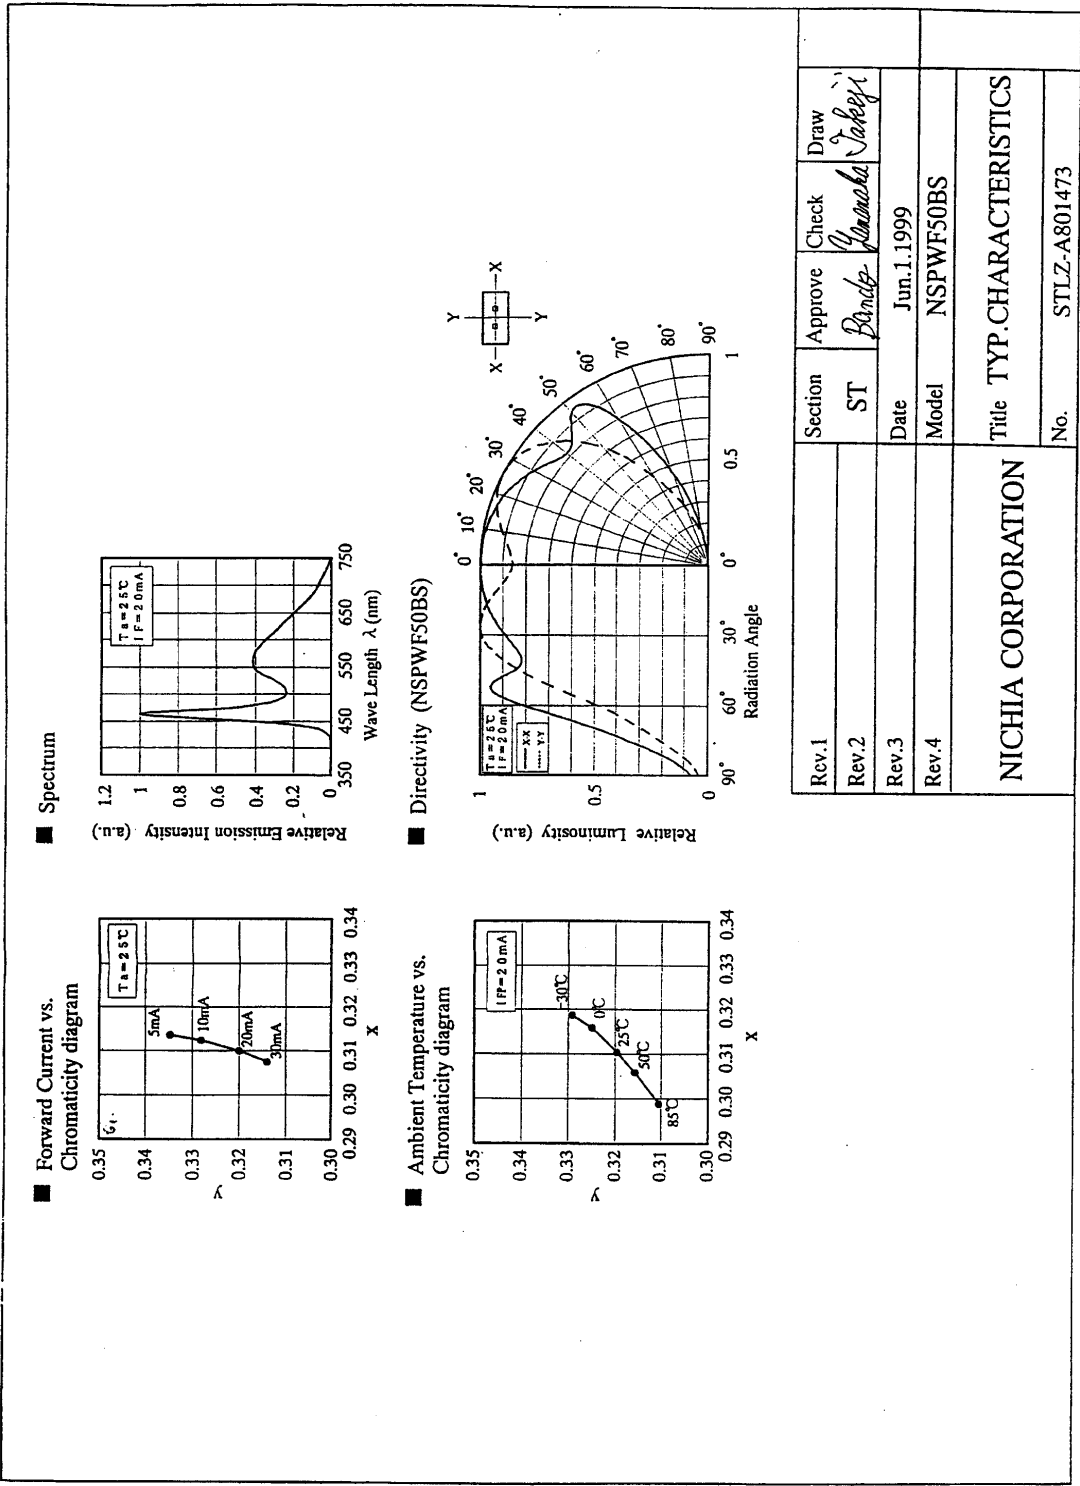 ■ Forward Current vs.
Chromaticity diagram
Ta=25℃
0.35
0.34
0.33
0.32
0.31
0.30
y
5mA
10mA
20mA
30mA
0.29 0.30 0.31 0.32 0.33 0.34
x
■ Spectrum
Ta=25℃
IF=20mA
1.2
1
0.8
0.6
0.4
0.2
0
Relative Emission Intensity (a.u.)
350 450 550 650 750
Wave Length λ (nm)
■ Ambient Temperature vs.
Chromaticity diagram
IFP=20mA
0.35
0.34
0.33
0.32
0.31
0.30
y
-30℃
0℃
25℃
50℃
85℃
0.29 0.30 0.31 0.32 0.33 0.34
x
■ Directivity (NSPWF50BS)
Ta=25℃
IF=20mA
X-X
Y-Y
1
0.5
0
Relative Luminosity (a.u.)
0° 10° 20° 30° 40° 50° 60° 70° 80° 90°
90° 60° 30° 0° 0.5 1
Radiation Angle
Y
X X
Y
Rev.1
Rev.2
Rev.3
Rev.4
Section Approve Check Draw
ST Bando Yamanaka Takeji
Date Jun.1.1999
Model NSPWF50BS
NICHIA CORPORATION
Title TYP.CHARACTERISTICS
No. STLZ-A801473